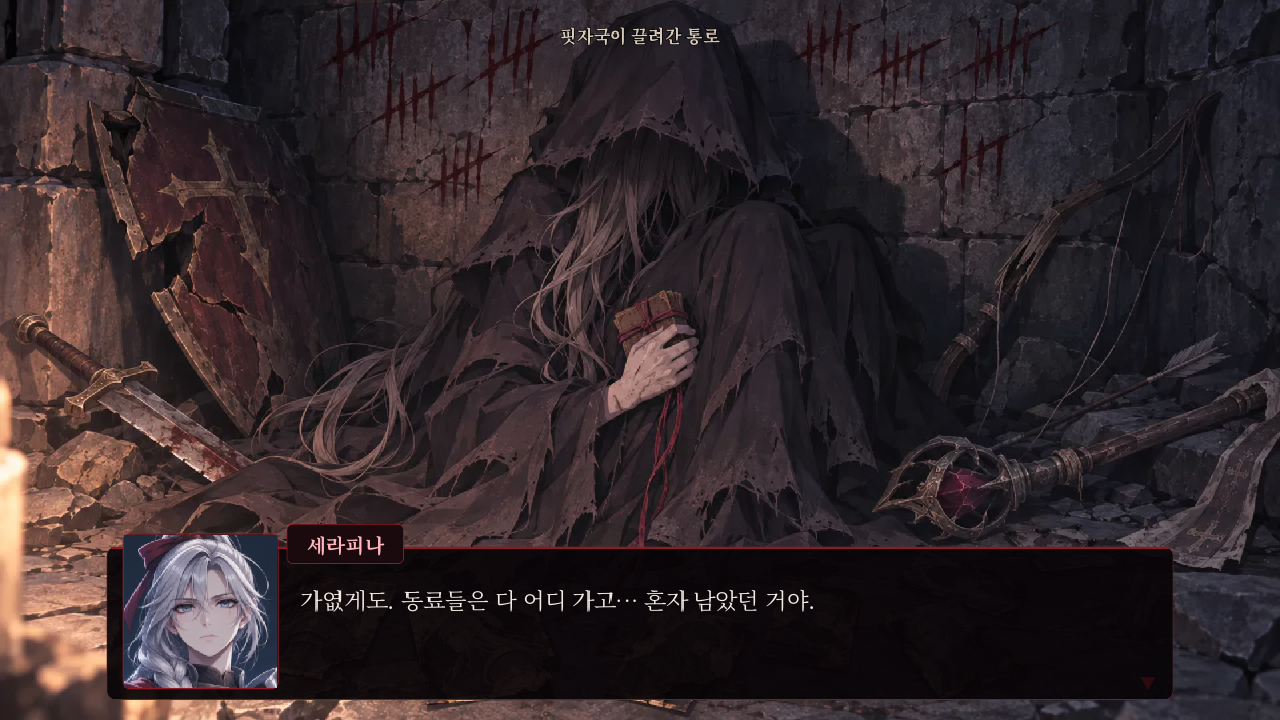 핏자국이 끌려간 통로
세라피나
가엾게도. 동료들은 다 어디 가고… 혼자 남았던 거야.